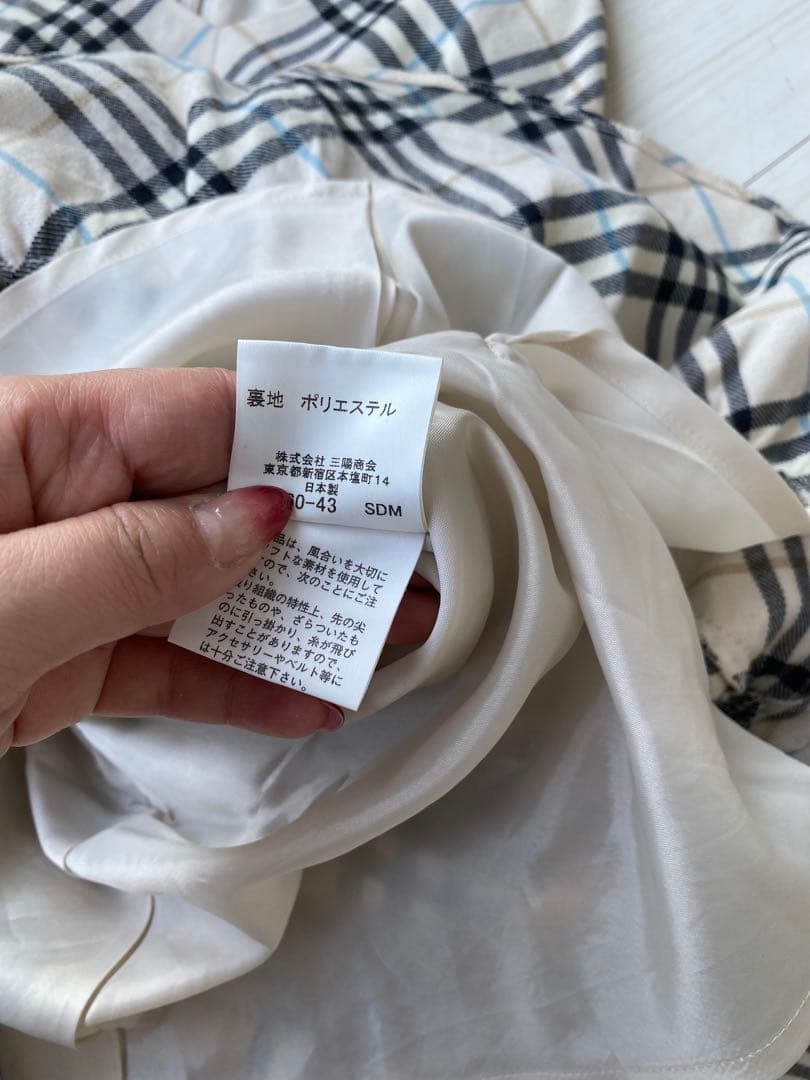 裏地 ポリエステル
株式会社 三陽商会
東京都新宿区本塩町14
日本製
60-43 SDM
品は、風合いを大切に
フトな素材を使用して
ので、次のことにご注
さい。
り組織の特性上、先の尖
ったものや、ざらついたも
のに引っ掛かり、糸が飛び
出すことがありますので、
アクセサリーやベルト等に
は十分ご注意下さい。